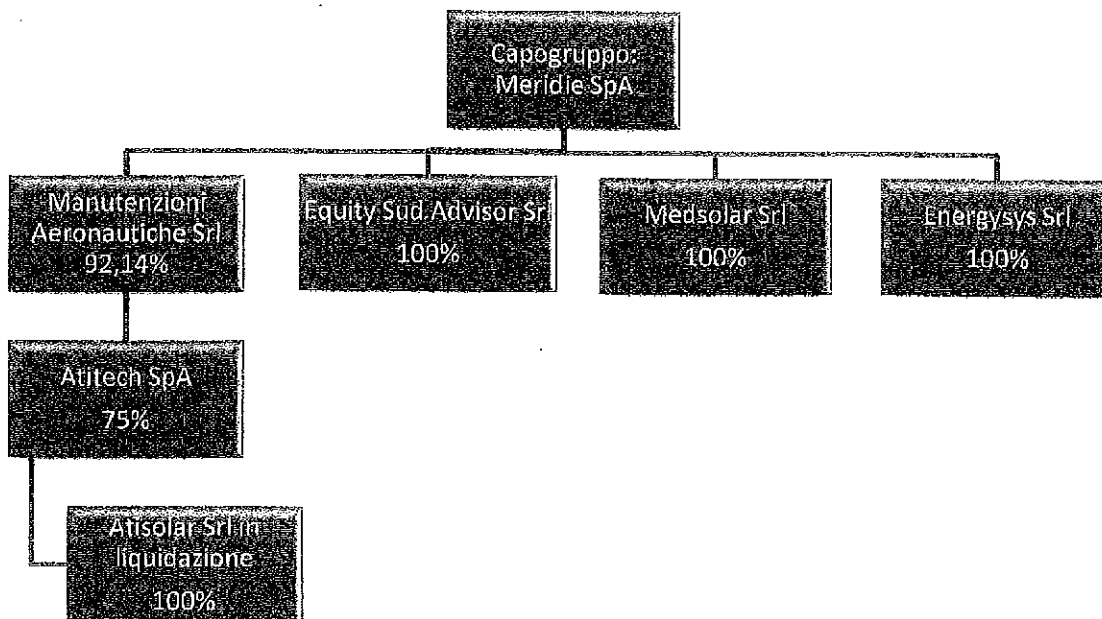 Capogruppo:
Meridie SpA
Manutenzioni
Aeronautiche Srl
92,14%
Equity Sud Advisor Srl
100%
Medsolar Srl
100%
Energysys Srl
100%
Atitech SpA
75%
Atisolar Srl in
liquidazione
100%